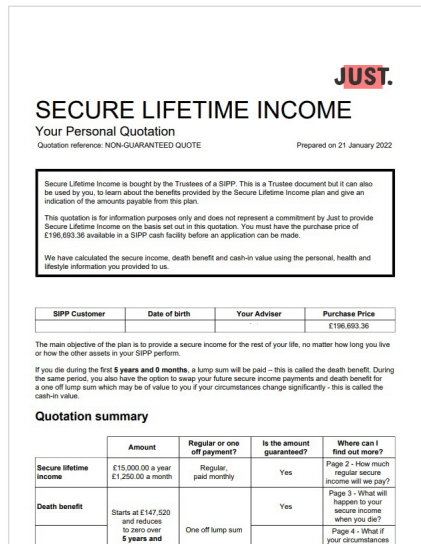 JUST.
SECURE LIFETIME INCOME
Your Personal Quotation
Quotation reference: NON-GUARANTEED QUOTE Prepared on 21 January 2022
Secure Lifetime Income is bought by the Trustees of a SIPP. This is a Trustee document but it can also
be used by you, to learn about the benefits provided by the Secure Lifetime Income plan and give an
indication of the amounts payable from this plan.
This quotation is for information purposes only and does not represent a commitment by Just to provide
Secure Lifetime Income on the basis set out in this quotation. You must have the purchase price of
£196,693.36 available in a SIPP cash facility before an application can be made.
We have calculated the secure income, death benefit and cash-in value using the personal, health and
lifestyle information you provided to us.
SIPP Customer Date of birth Your Adviser Purchase Price
£196,693.36
The main objective of the plan is to provide a secure income for the rest of your life, no matter how long you live
or how the other assets in your SIPP perform.
If you die during the first 5 years and 0 months, a lump sum will be paid – this is called the death benefit. During
the same period, you also have the option to swap your future secure income payments and death benefit for
a one off lump sum which may be of value to you if your circumstances change significantly - this is called the
cash-in value.
Quotation summary
Amount Regular or one off payment? Is the amount guaranteed? Where can I find out more?
Secure lifetime income £15,000.00 a year £1,250.00 a month Regular, paid monthly Yes Page 2 - How much regular secure income will we pay?
Death benefit Starts at £147,520 and reduces to zero over 5 years and One off lump sum Yes Page 3 - What will happen to your secure income when you die?
Page 4 - What if your circumstances